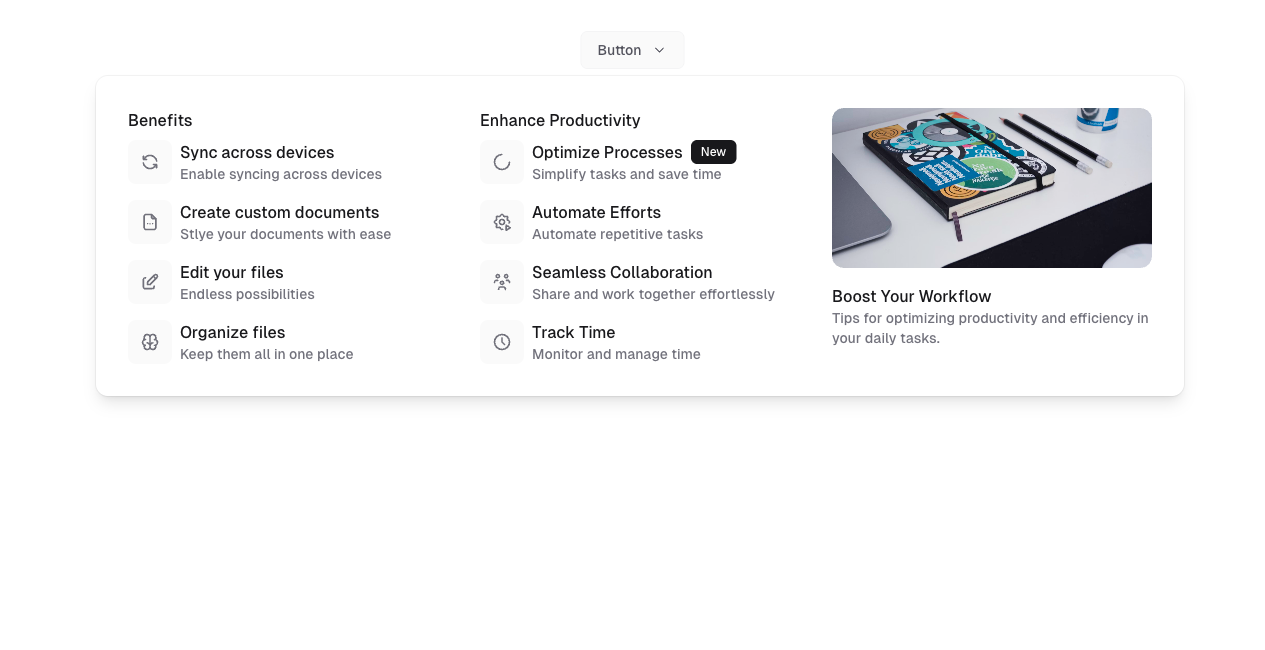 Button
Benefits
Sync across devices
Enable syncing across devices
Create custom documents
Stlye your documents with ease
Edit your files
Endless possibilities
Organize files
Keep them all in one place
Enhance Productivity
Optimize Processes New
Simplify tasks and save time
Automate Efforts
Automate repetitive tasks
Seamless Collaboration
Share and work together effortlessly
Track Time
Monitor and manage time
Boost Your Workflow
Tips for optimizing productivity and efficiency in
your daily tasks.